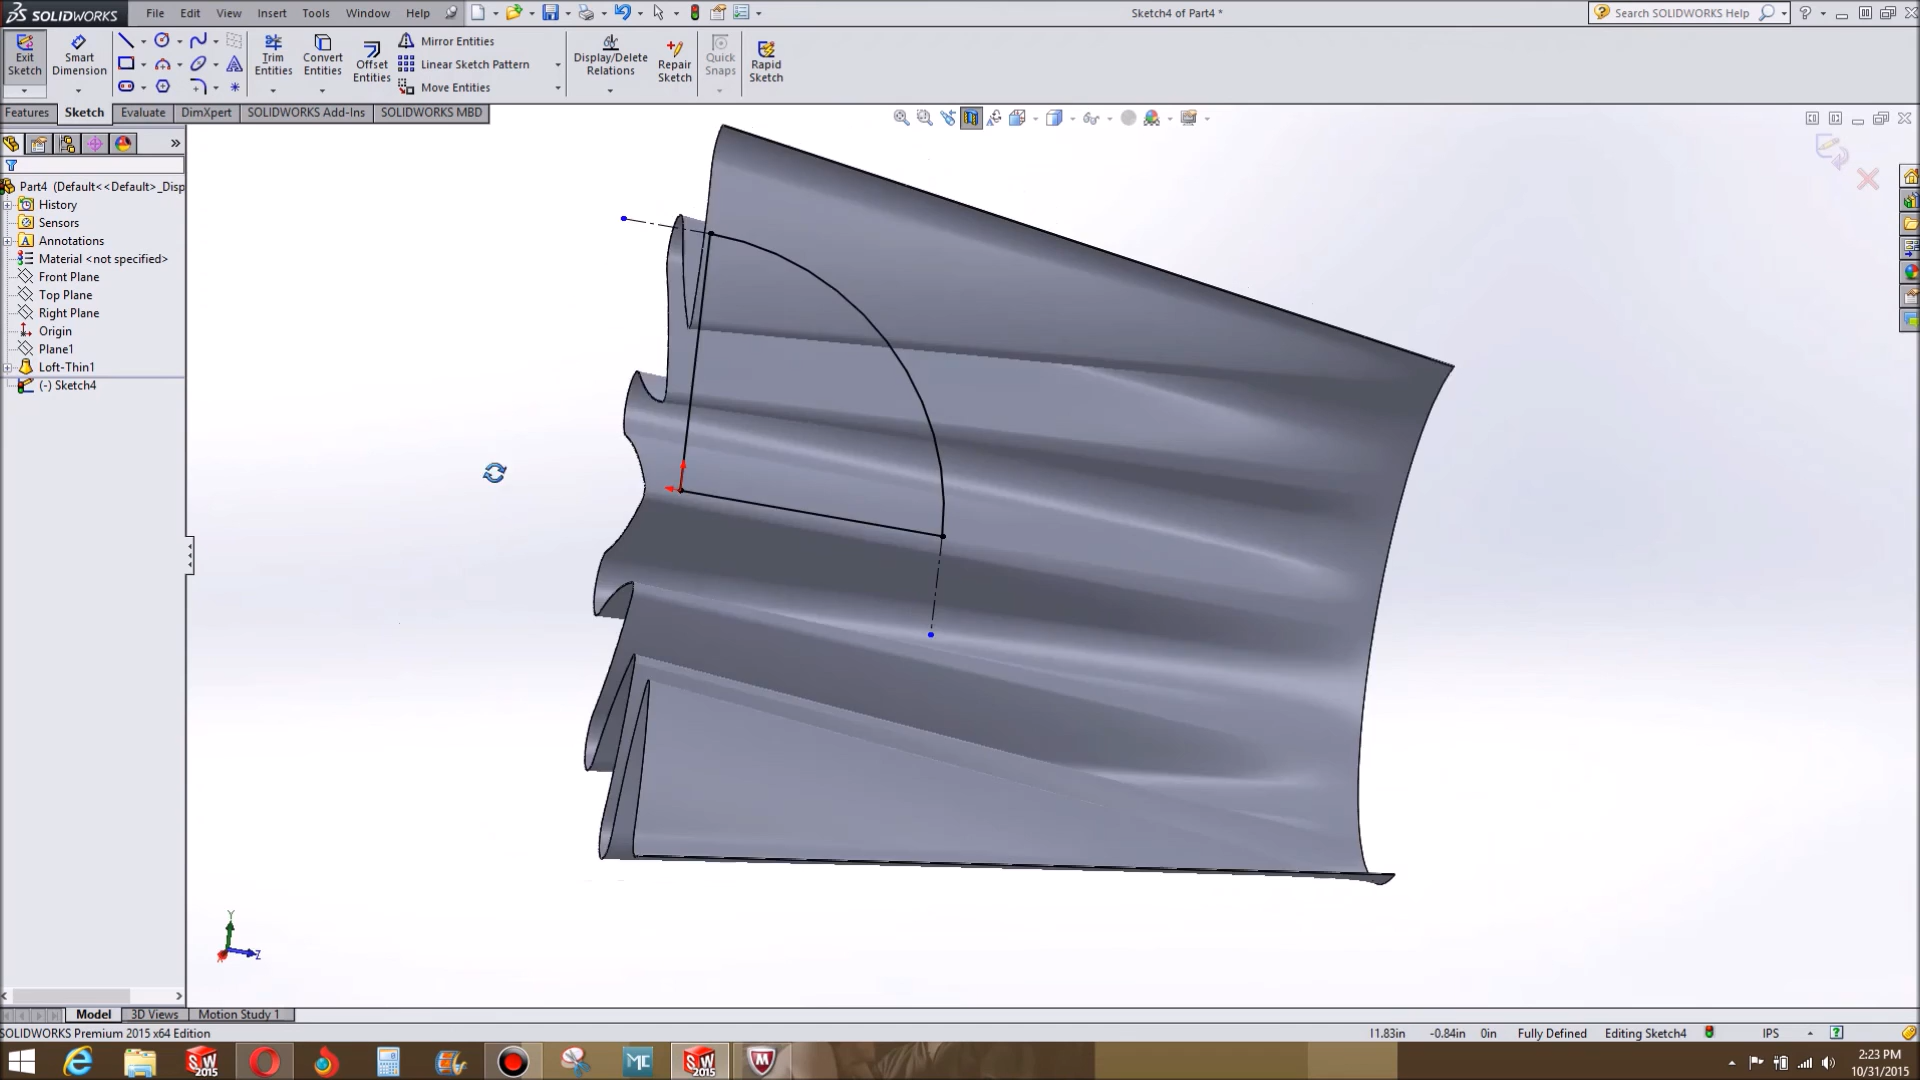 SOLIDWORKS File Edit View Insert Tools Window Help Sketch4 of Part4 * Search SOLIDWORKS Help
Exit Sketch
Smart Dimension
Trim Entities
Convert Entities
Offset Entities
Mirror Entities
Linear Sketch Pattern
Move Entities
Display/Delete Relations
Repair Sketch
Quick Snaps
Rapid Sketch
Features Sketch Evaluate DimXpert SOLIDWORKS Add-Ins SOLIDWORKS MBD
Part4 (Default<<Default>_Disp
History
Sensors
Annotations
Material <not specified>
Front Plane
Top Plane
Right Plane
Origin
Plane1
Loft-Thin1
(-) Sketch4
Y
Z
Model 3D Views Motion Study 1
SOLIDWORKS Premium 2015 x64 Edition 11.83in -0.84in 0in Fully Defined Editing Sketch4 IPS
SW 2015
MC
SW 2015
2:23 PM
10/31/2015